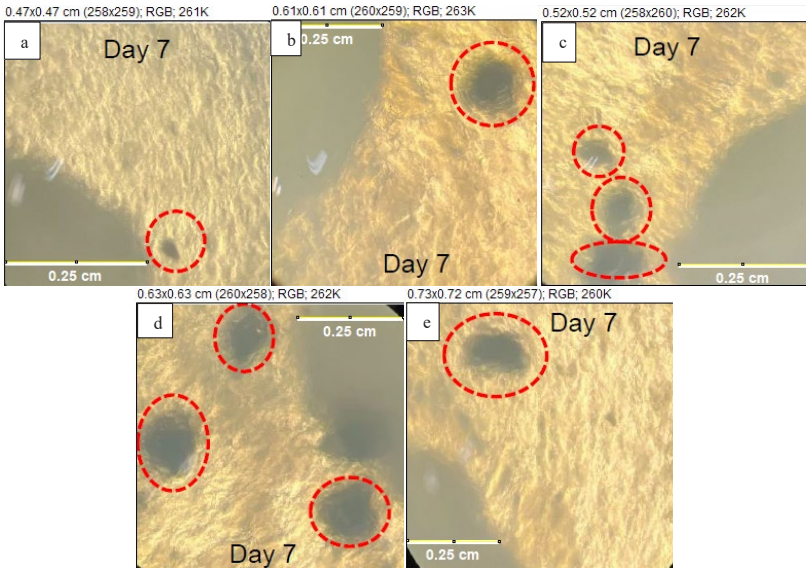 0.47x0.47 cm (258x259); RGB; 261K
a
Day 7
0.25 cm
0.61x0.61 cm (260x259); RGB; 263K
0.25 cm
b
Day 7
0.52x0.52 cm (258x260); RGB; 262K
c
Day 7
0.25 cm
0.63x0.63 cm (260x258); RGB; 262K
d
0.25 cm
Day 7
0.73x0.72 cm (259x257); RGB; 260K
e
Day 7
0.25 cm